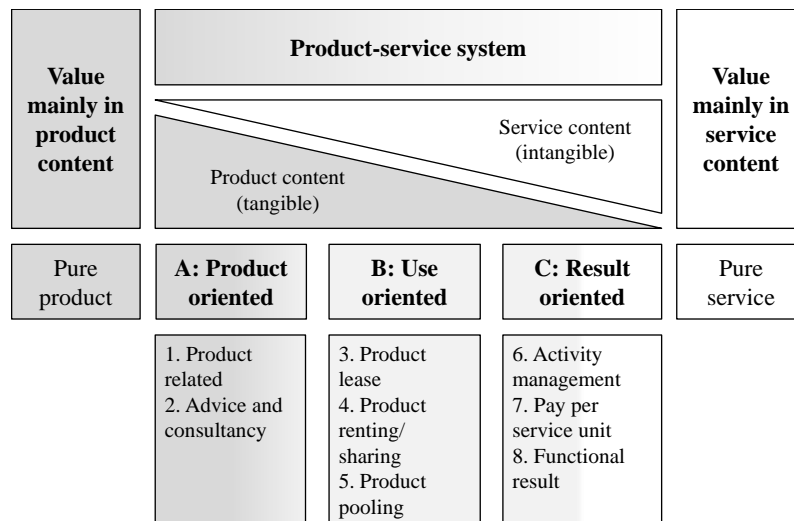 Value
mainly in
product
content
Product-service system
Service content
(intangible)
Product content
(tangible)
Value
mainly in
service
content
Pure
product
A: Product
oriented
B: Use
oriented
C: Result
oriented
Pure
service
1. Product
related
2. Advice and
consultancy
3. Product
lease
4. Product
renting/
sharing
5. Product
pooling
6. Activity
management
7. Pay per
service unit
8. Functional
result